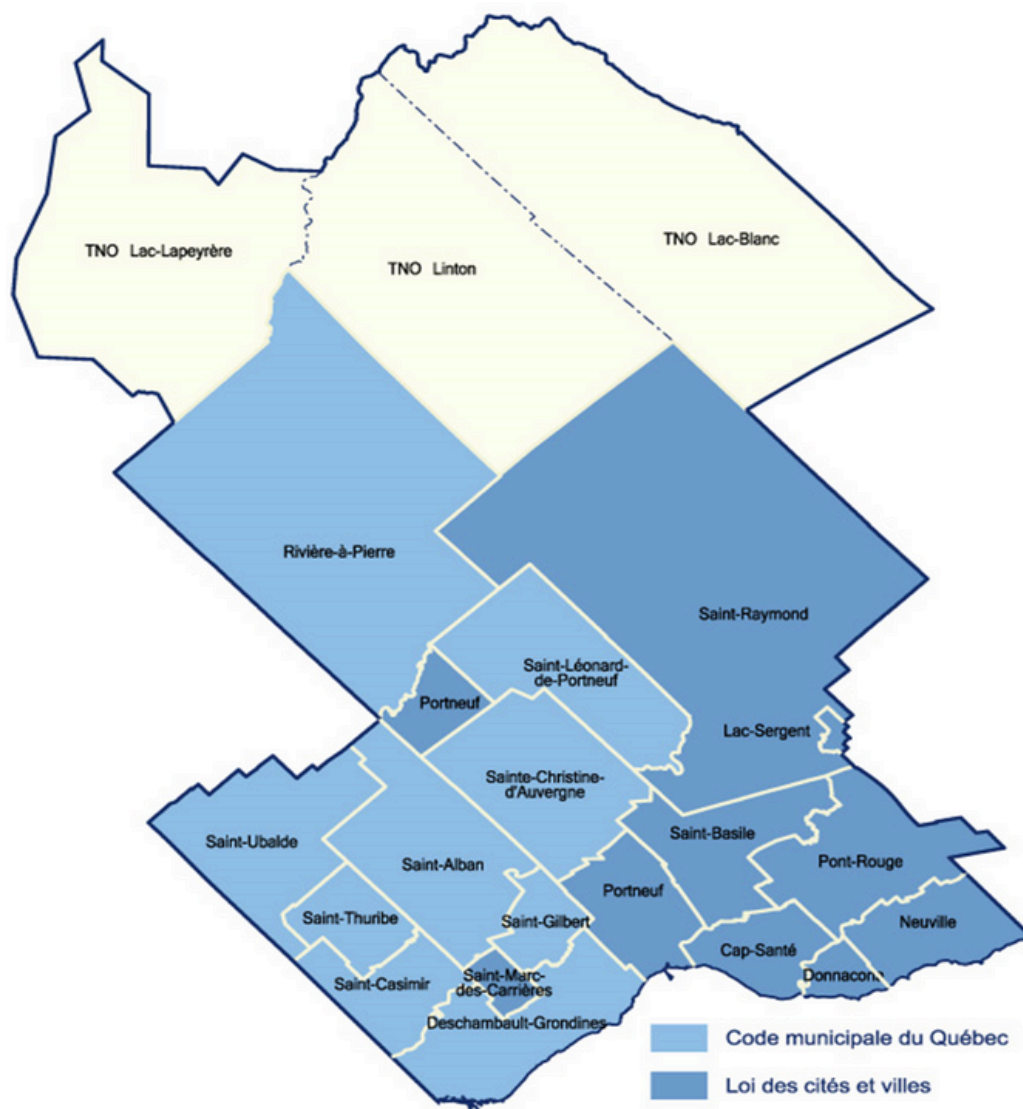 TNO Lac-Blanc
TNO Lac-Lapeyrère
TNO Linton
Rivière-à-Pierre
Saint-Raymond
Saint-Léonard-
de-Portneuf
Portneuf
Lac-Sergent
Sainte-Christine-
d'Auvergne
Saint-Basile
Saint-Ubalde
Saint-Alban
Pont-Rouge
Portneuf
Saint-Thuribe
Saint-Gilbert
Neuville
Cap-Santé
Saint-Marc-
des-Carrières
Donnacona
Saint-Casimir
Deschambault-Grondines
Code municipale du Québec
Loi des cités et villes